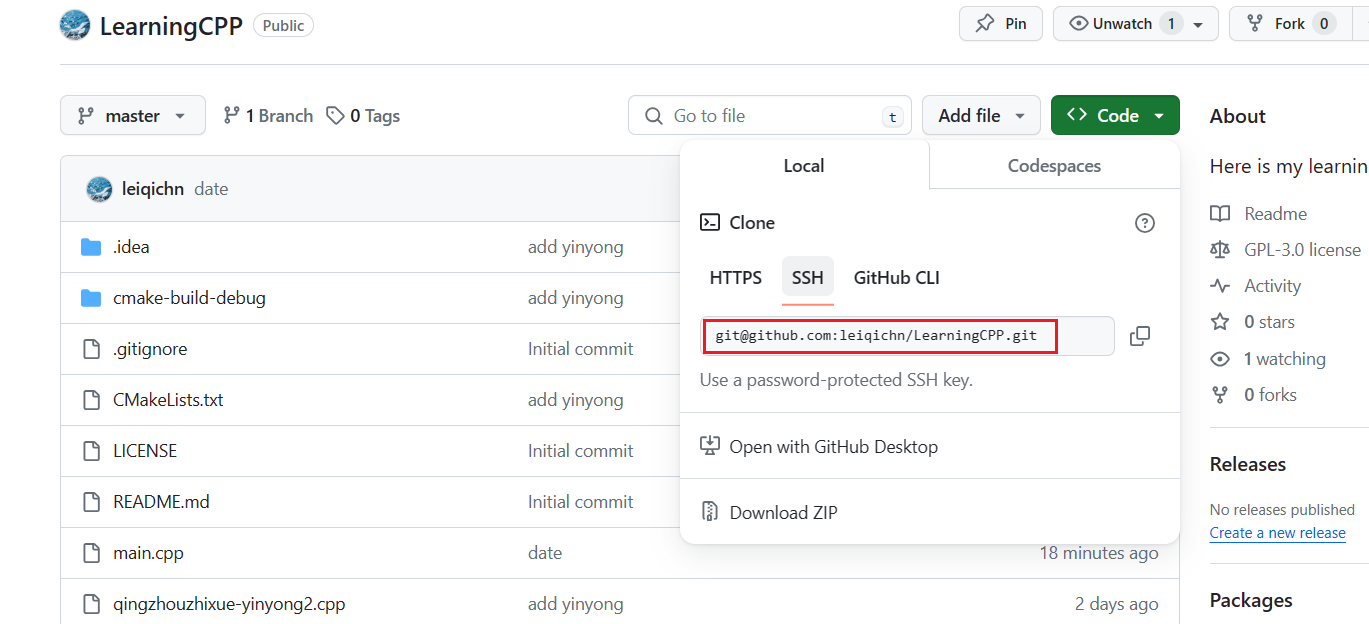 LearningCPP Public Pin Unwatch 1 Fork 0
master 1 Branch 0 Tags Go to file t Add file Code
About
Local Codespaces
Here is my learnin
leiqichn date
Readme
Clone
GPL-3.0 license
.idea add yinyong
HTTPS SSH GitHub CLI
Activity
cmake-build-debug add yinyong
0 stars
git@github.com:leiqichn/LearningCPP.git
.gitignore Initial commit
1 watching
Use a password-protected SSH key.
0 forks
CMakeLists.txt add yinyong
Open with GitHub Desktop
LICENSE Initial commit
Releases
README.md Initial commit
Download ZIP
No releases published
Create a new release
main.cpp date 18 minutes ago
qingzhouzhixue-yinyong2.cpp add yinyong 2 days ago
Packages